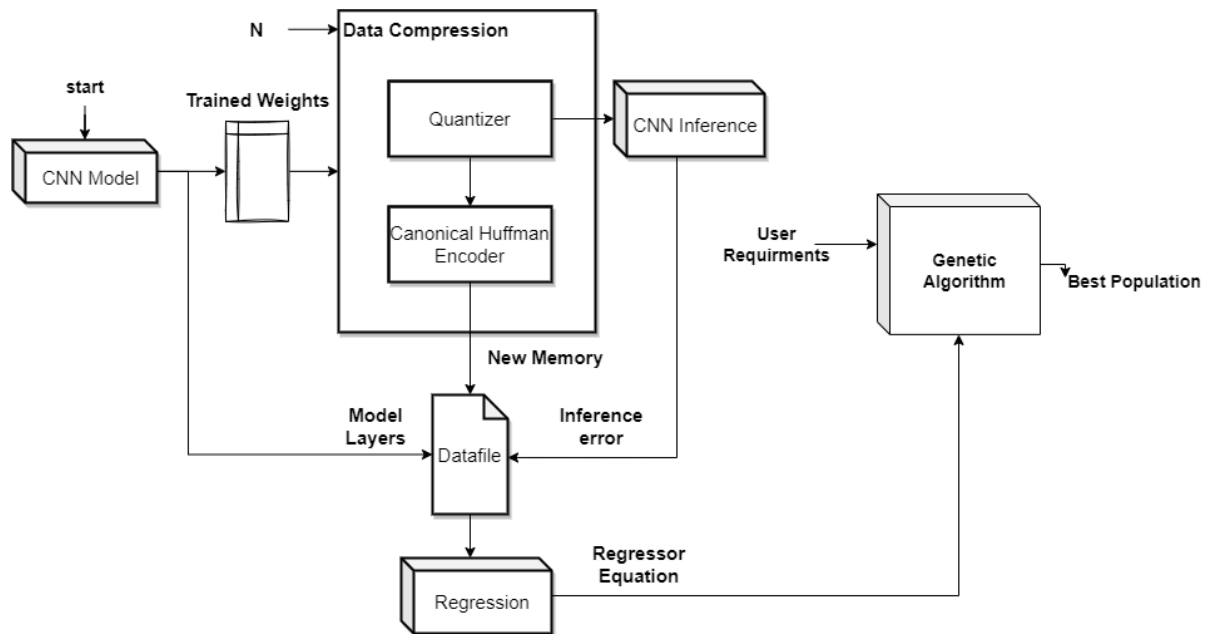 N
Data Compression
start
Trained Weights
Quantizer
CNN Inference
CNN Model
Canonical Huffman
Encoder
User
Requirments
Genetic
Algorithm
Best Population
New Memory
Model
Layers
Inference
error
Datafile
Regressor
Equation
Regression